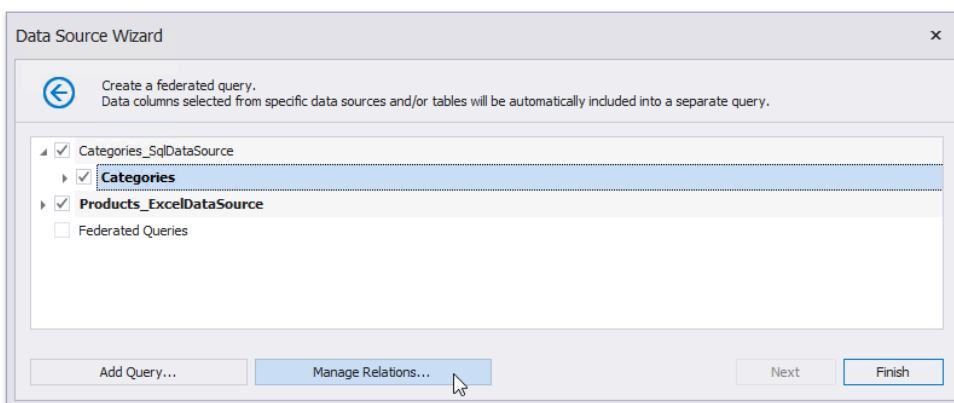 Data Source Wizard
Create a federated query.
Data columns selected from specific data sources and/or tables will be automatically included into a separate query.
Categories_SqlDataSource
Categories
Products_ExcelDataSource
Federated Queries
Add Query...
Manage Relations...
Next
Finish